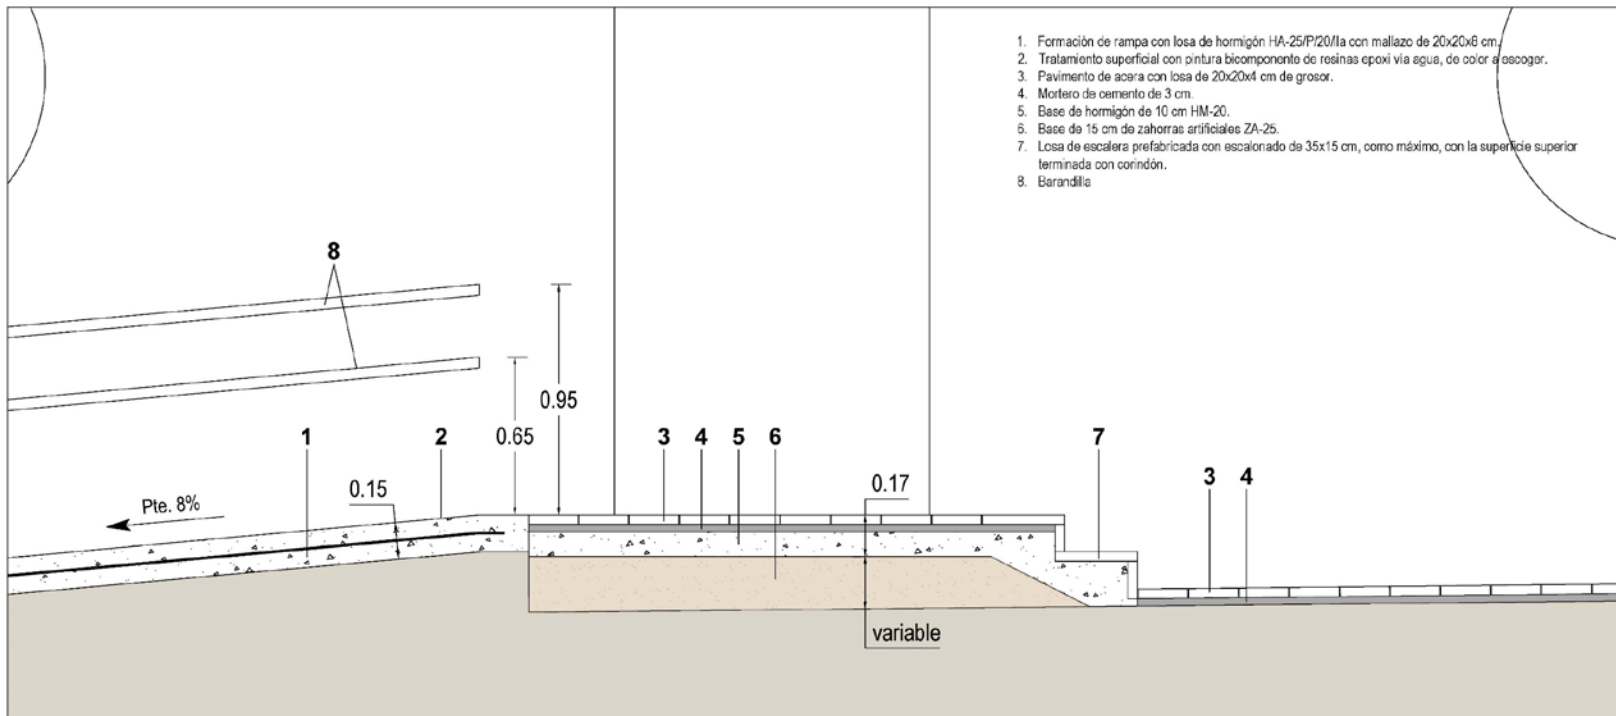 1. Formación de rampa con losa de hormigón HA-25/P/20/IIa con mallazo de 20x20x8 cm.
2. Tratamiento superficial con pintura bicomponente de resinas epoxi via agua, de color a escoger.
3. Pavimento de acera con losa de 20x20x4 cm de grosor.
4. Mortero de cemento de 3 cm.
5. Base de hormigón de 10 cm HM-20.
6. Base de 15 cm de zahorras artificiales ZA-25.
7. Losa de escalera prefabricada con escalonado de 35x15 cm, como máximo, con la superficie superior
terminada con corindón.
8. Barandilla
8
0.95
0.65
1
2
3
4
5
6
7
3
4
Pte. 8%
0.15
0.17
variable